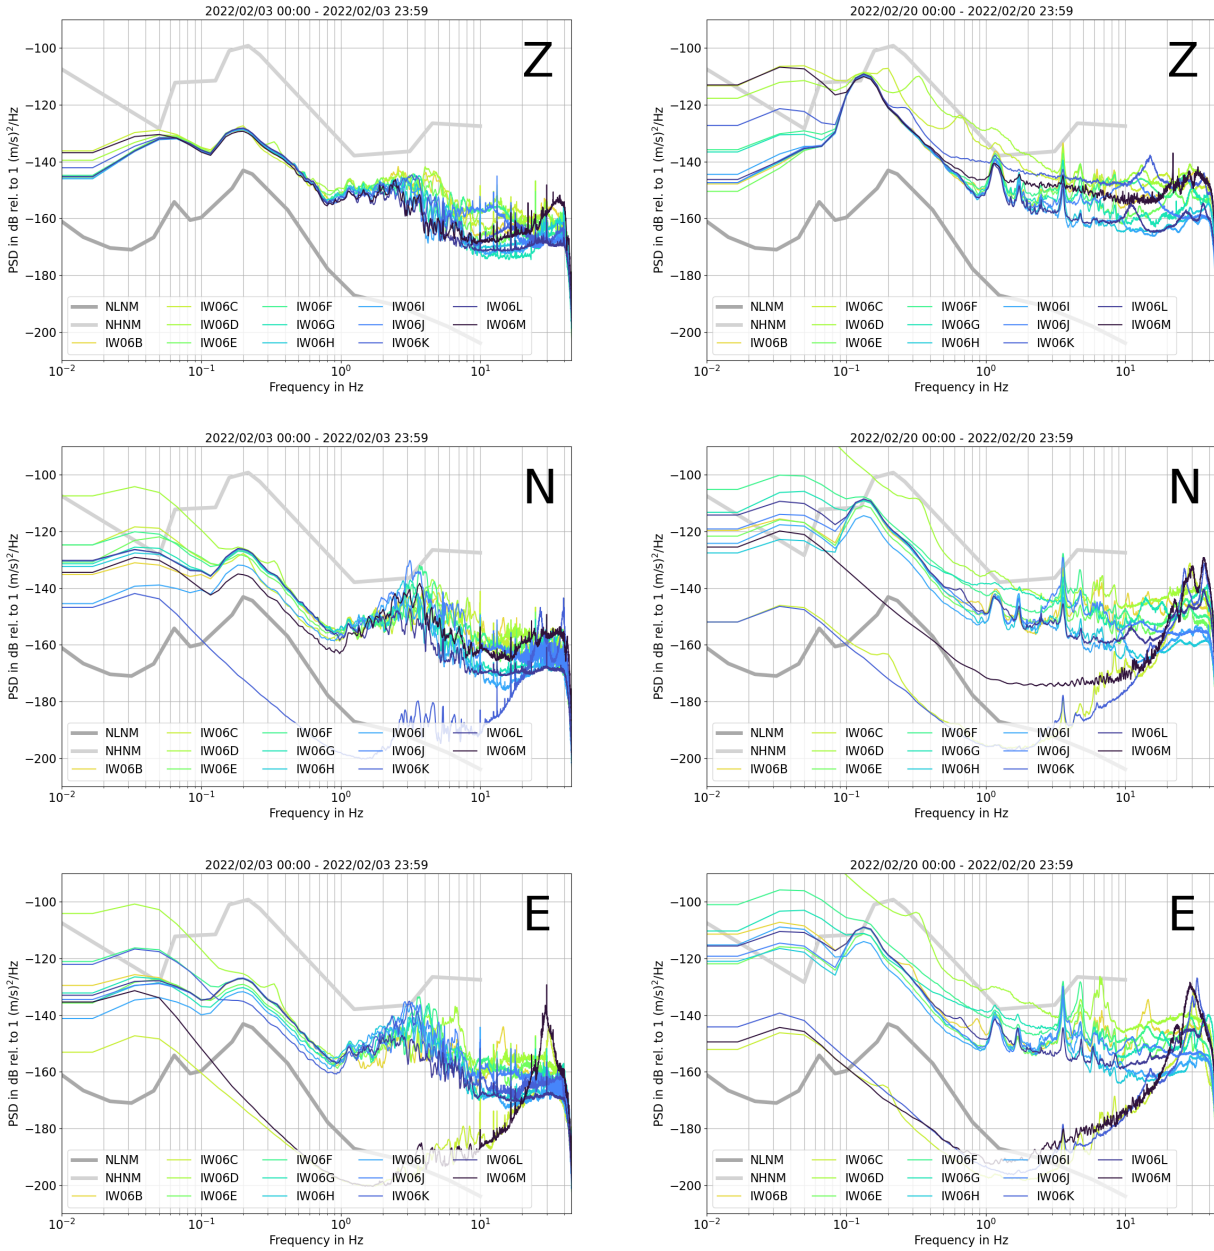 2022/02/03 00:00 - 2022/02/03 23:59
Z
PSD in dB rel. to 1 (m/s)²/Hz
−100
−120
−140
−160
−180
−200
NLNM IW06C IW06F IW06I IW06L
NHNM IW06D IW06G IW06J IW06M
IW06B IW06E IW06H IW06K
10⁻² 10⁻¹ 10⁰ 10¹
Frequency in Hz
2022/02/20 00:00 - 2022/02/20 23:59
Z
PSD in dB rel. to 1 (m/s)²/Hz
−100
−120
−140
−160
−180
−200
NLNM IW06C IW06F IW06I IW06L
NHNM IW06D IW06G IW06J IW06M
IW06B IW06E IW06H IW06K
10⁻² 10⁻¹ 10⁰ 10¹
Frequency in Hz
2022/02/03 00:00 - 2022/02/03 23:59
N
PSD in dB rel. to 1 (m/s)²/Hz
−100
−120
−140
−160
−180
−200
NLNM IW06C IW06F IW06I IW06L
NHNM IW06D IW06G IW06J IW06M
IW06B IW06E IW06H IW06K
10⁻² 10⁻¹ 10⁰ 10¹
Frequency in Hz
2022/02/20 00:00 - 2022/02/20 23:59
N
PSD in dB rel. to 1 (m/s)²/Hz
−100
−120
−140
−160
−180
−200
NLNM IW06C IW06F IW06I IW06L
NHNM IW06D IW06G IW06J IW06M
IW06B IW06E IW06H IW06K
10⁻² 10⁻¹ 10⁰ 10¹
Frequency in Hz
2022/02/03 00:00 - 2022/02/03 23:59
E
PSD in dB rel. to 1 (m/s)²/Hz
−100
−120
−140
−160
−180
−200
NLNM IW06C IW06F IW06I IW06L
NHNM IW06D IW06G IW06J IW06M
IW06B IW06E IW06H IW06K
10⁻² 10⁻¹ 10⁰ 10¹
Frequency in Hz
2022/02/20 00:00 - 2022/02/20 23:59
E
PSD in dB rel. to 1 (m/s)²/Hz
−100
−120
−140
−160
−180
−200
NLNM IW06C IW06F IW06I IW06L
NHNM IW06D IW06G IW06J IW06M
IW06B IW06E IW06H IW06K
10⁻² 10⁻¹ 10⁰ 10¹
Frequency in Hz